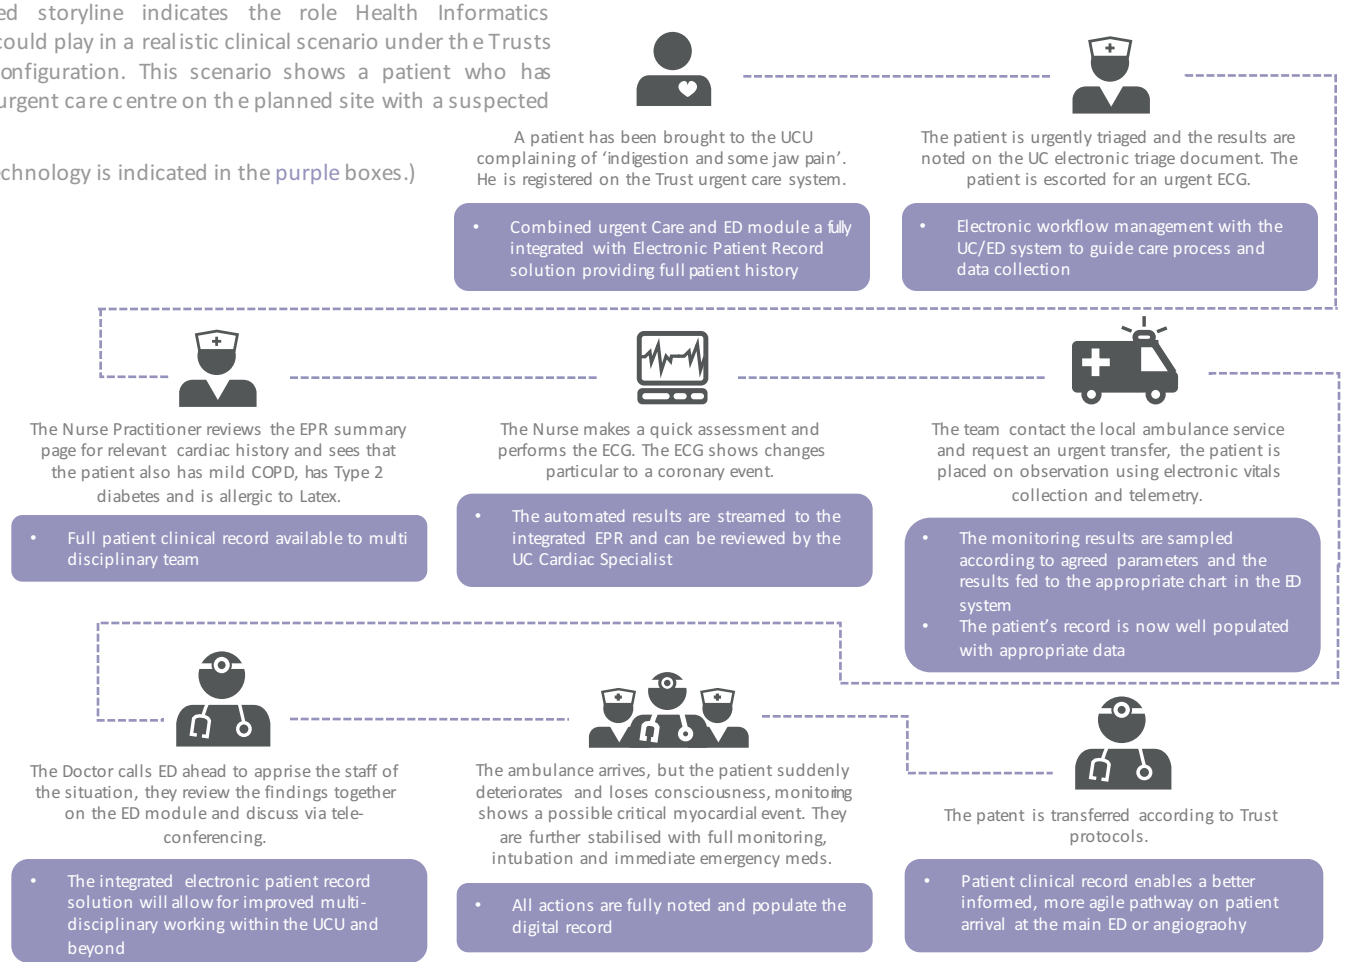 ed storyline indicates the role Health Informatics
could play in a realistic clinical scenario under the Trusts
onfiguration. This scenario shows a patient who has
urgent care centre on the planned site with a suspected
echnology is indicated in the purple boxes.)
A patient has been brought to the UCU
complaining of ‘indigestion and some jaw pain’.
He is registered on the Trust urgent care system.
• Combined urgent Care and ED module a fully
integrated with Electronic Patient Record
solution providing full patient history
The patient is urgently triaged and the results are
noted on the UC electronic triage document. The
patient is escorted for an urgent ECG.
• Electronic workflow management with the
UC/ED system to guide care process and
data collection
The Nurse Practitioner reviews the EPR summary
page for relevant cardiac history and sees that
the patient also has mild COPD, has Type 2
diabetes and is allergic to Latex.
• Full patient clinical record available to multi
disciplinary team
The Nurse makes a quick assessment and
performs the ECG. The ECG shows changes
particular to a coronary event.
• The automated results are streamed to the
integrated EPR and can be reviewed by the
UC Cardiac Specialist
The team contact the local ambulance service
and request an urgent transfer, the patient is
placed on observation using electronic vitals
collection and telemetry.
• The monitoring results are sampled
according to agreed parameters and the
results fed to the appropriate chart in the ED
system
• The patient’s record is now well populated
with appropriate data
The Doctor calls ED ahead to apprise the staff of
the situation, they review the findings together
on the ED module and discuss via tele-
conferencing.
• The integrated electronic patient record
solution will allow for improved multi-
disciplinary working within the UCU and
beyond
The ambulance arrives, but the patient suddenly
deteriorates and loses consciousness, monitoring
shows a possible critical myocardial event. They
are further stabilised with full monitoring,
intubation and immediate emergency meds.
• All actions are fully noted and populate the
digital record
The patent is transferred according to Trust
protocols.
• Patient clinical record enables a better
informed, more agile pathway on patient
arrival at the main ED or angiograohy